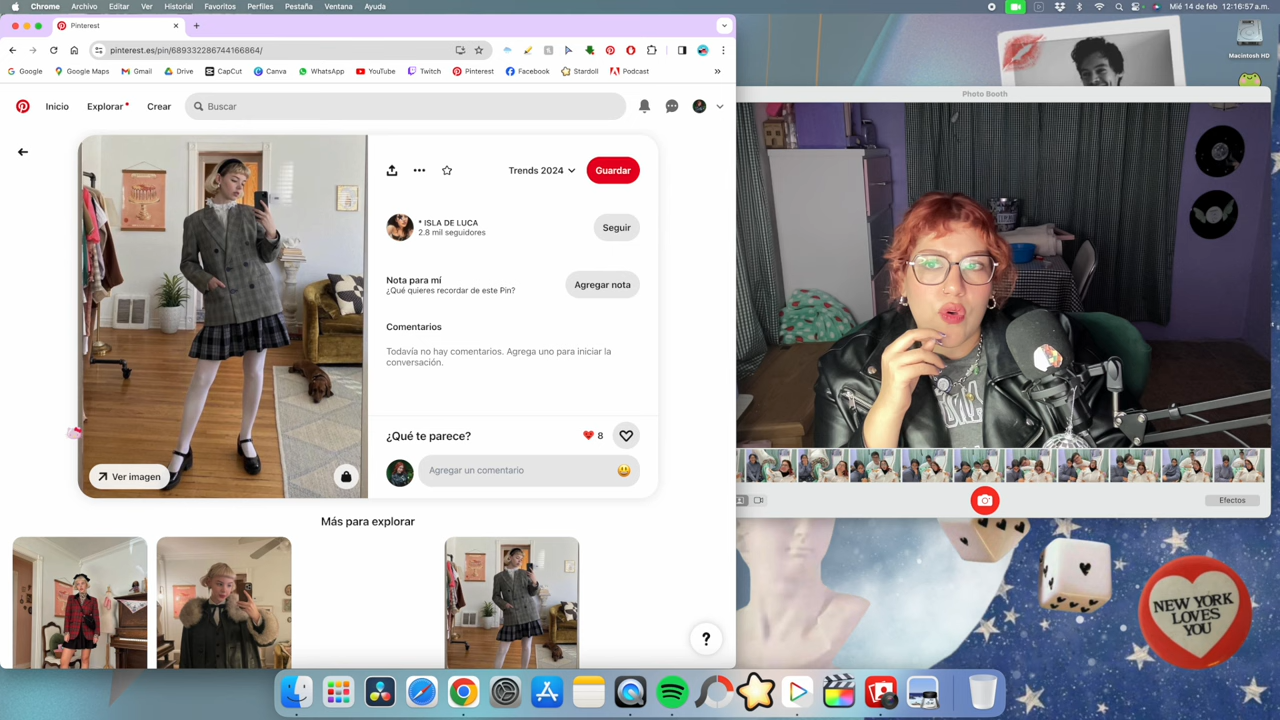 Chrome Archivo Editar Ver Historial Favoritos Perfiles Pestaña Ventana Ayuda
Mié 14 de feb 12:16:57 a.m.
Pinterest
pinterest.es/pin/689332286744166864/
Google Google Maps Gmail Drive CapCut Canva WhatsApp YouTube Twitch Pinterest Facebook Stardoll Podcast
Macintosh HD
Inicio Explorar Crear Buscar
Photo Booth
Trends 2024 Guardar
* ISLA DE LUCA
2.8 mil seguidores
Seguir
Nota para mí
¿Qué quieres recordar de este Pin?
Agregar nota
Comentarios
Todavía no hay comentarios. Agrega uno para iniciar la
conversación.
¿Qué te parece?
8
Agregar un comentario
Ver imagen
Efectos
Más para explorar
NEW YORK
LOVES
YOU
?